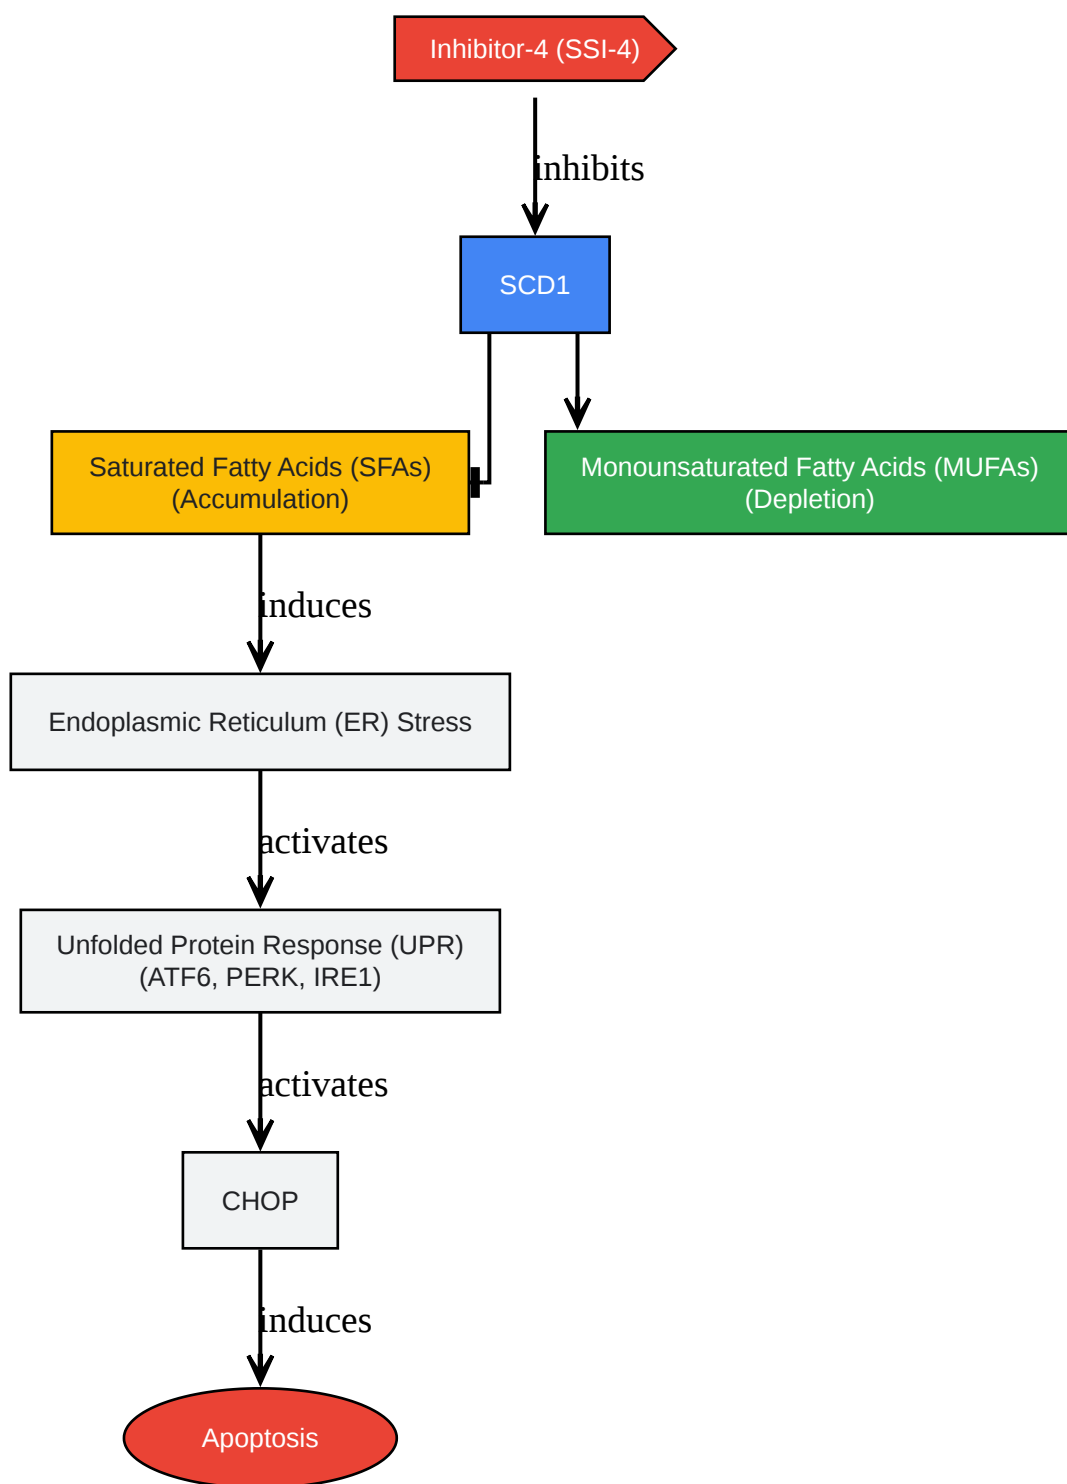 Inhibitor-4 (SSI-4)
inhibits
SCD1
Saturated Fatty Acids (SFAs)
(Accumulation)
Monounsaturated Fatty Acids (MUFAs)
(Depletion)
induces
Endoplasmic Reticulum (ER) Stress
activates
Unfolded Protein Response (UPR)
(ATF6, PERK, IRE1)
activates
CHOP
induces
Apoptosis